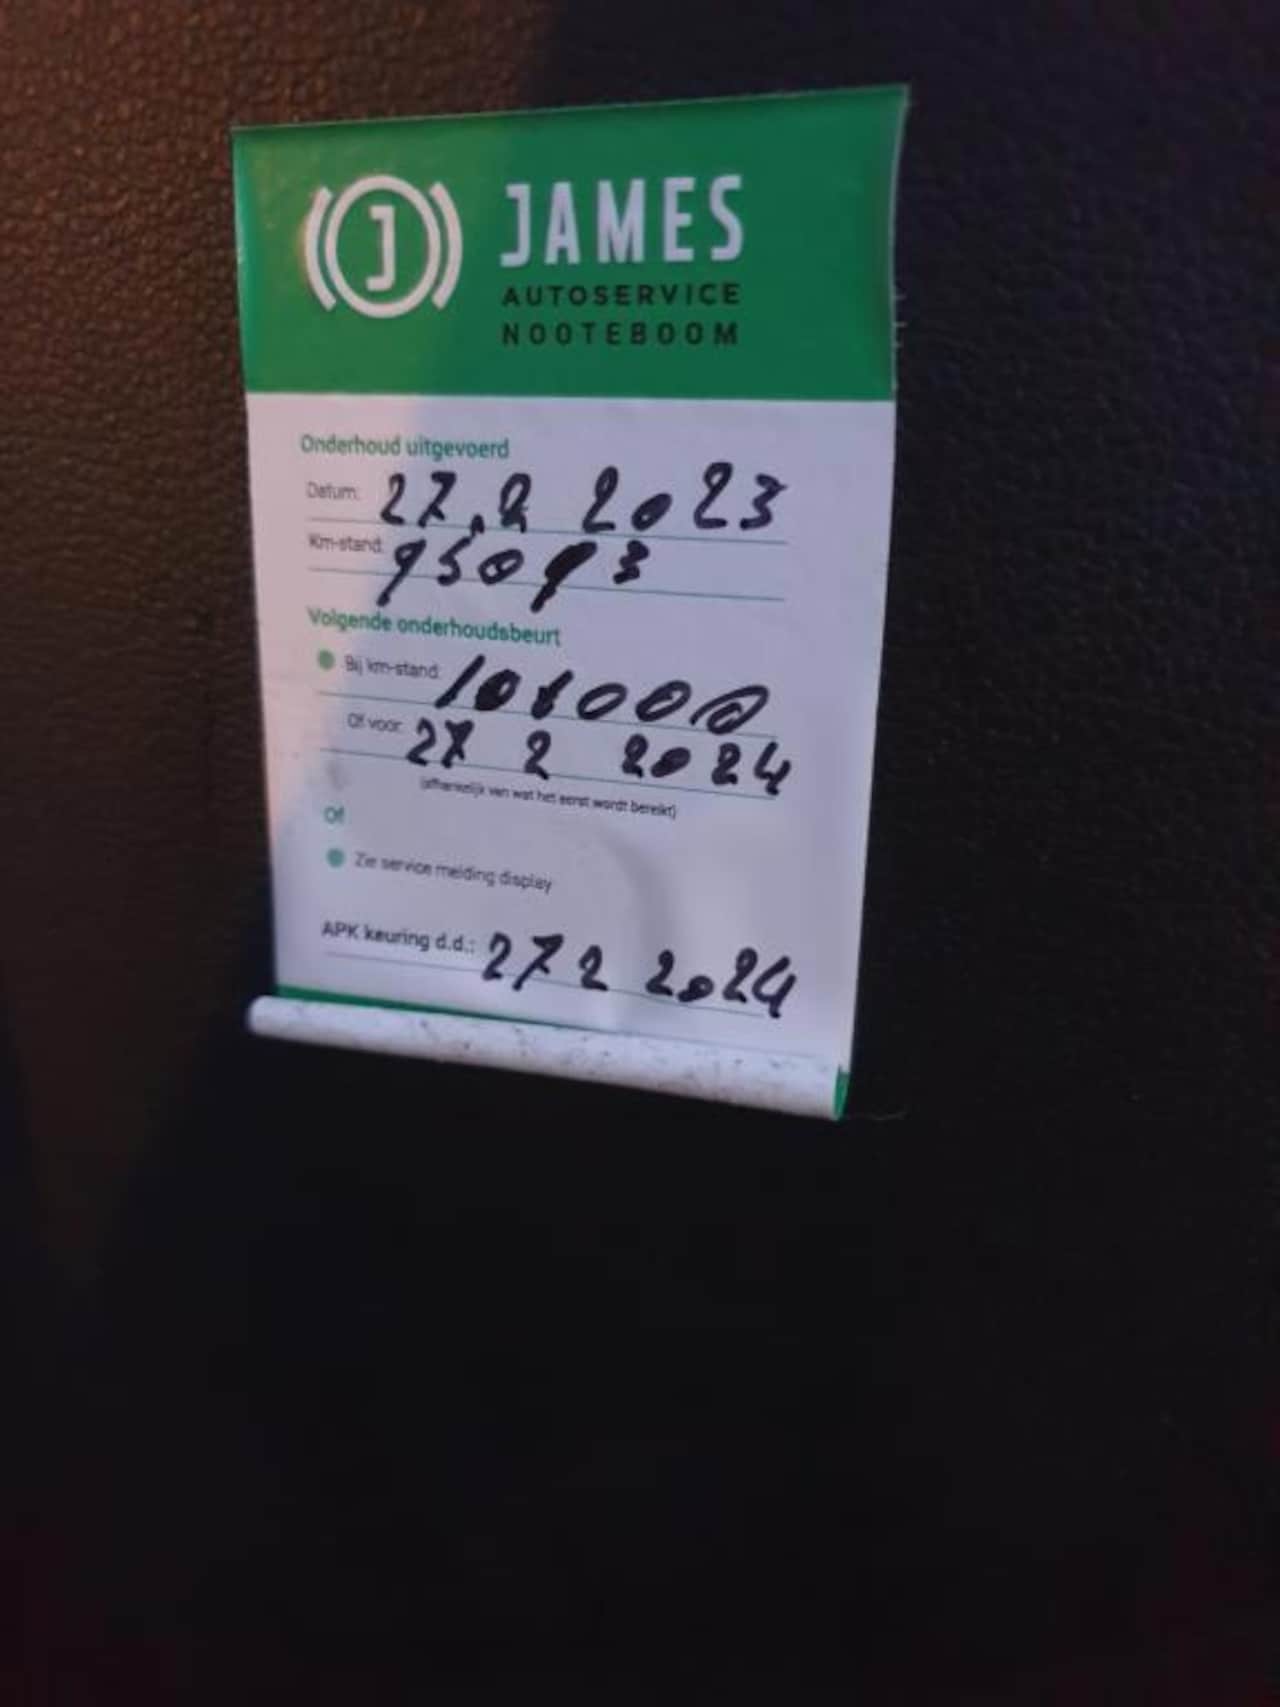 J
JAMES
AUTOSERVICE
NOOTEBOOM
Onderhoud uitgevoerd
Datum: 27.2 2023
Km-stand: 95093
Volgende onderhoudsbeurt
Bij km-stand:
Of voor: 27 2 2024
(afhankelijk van wat het eerst wordt bereikt)
Of
Zie service melding display
APK keuring d.d.: 27 2 2024